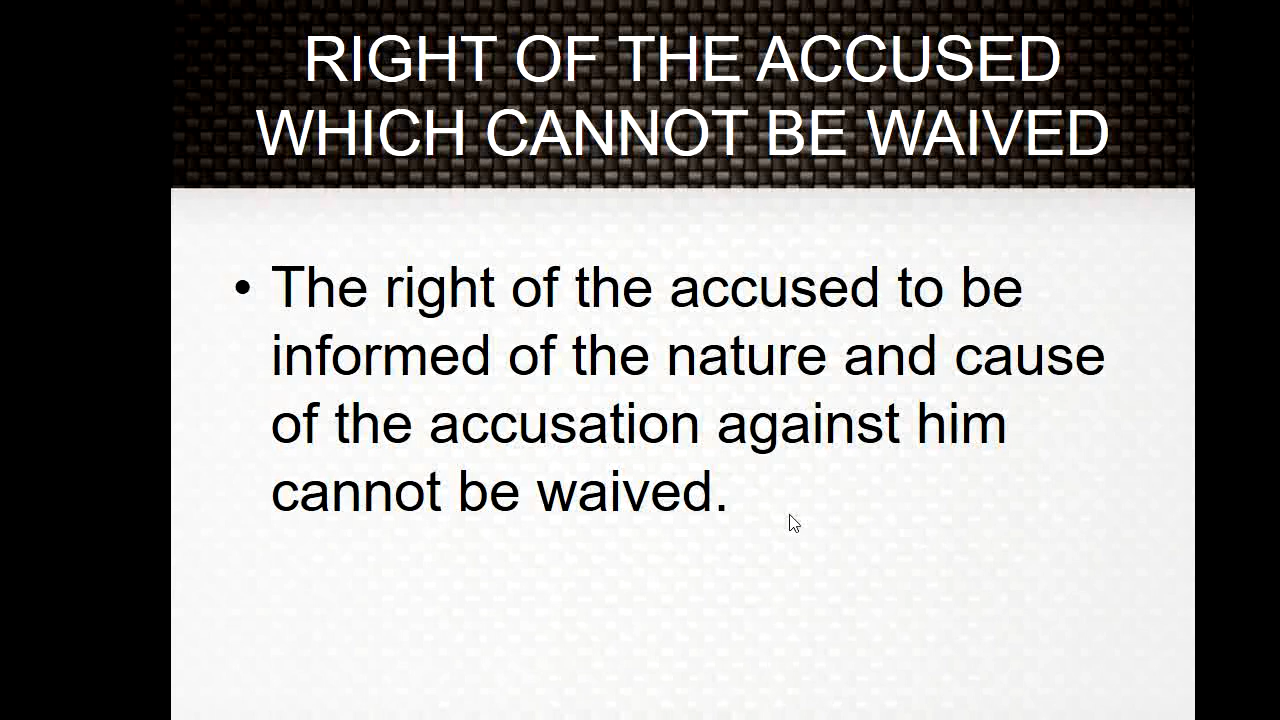 RIGHT OF THE ACCUSED
WHICH CANNOT BE WAIVED
• The right of the accused to be
informed of the nature and cause
of the accusation against him
cannot be waived.